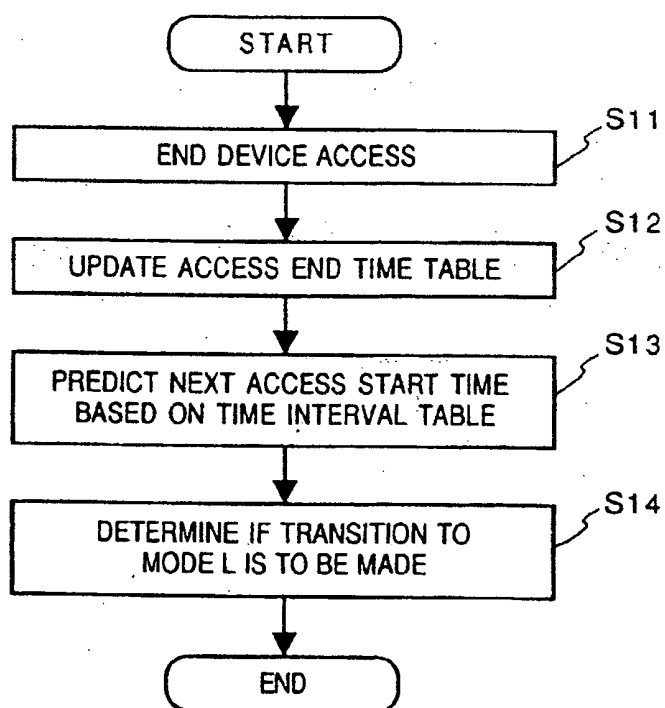 START
S11
END DEVICE ACCESS
S12
UPDATE ACCESS END TIME TABLE
S13
PREDICT NEXT ACCESS START TIME
BASED ON TIME INTERVAL TABLE
S14
DETERMINE IF TRANSITION TO
MODE L IS TO BE MADE
END